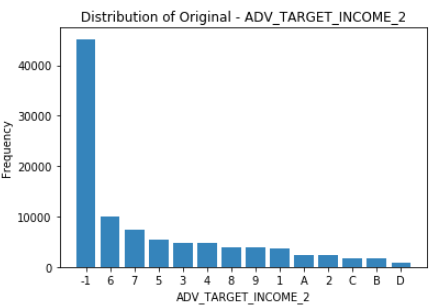 Distribution of Original - ADV_TARGET_INCOME_2
Frequency
40000
30000
20000
10000
0
-1 6 7 5 3 4 8 9 1 A 2 C B D
ADV_TARGET_INCOME_2